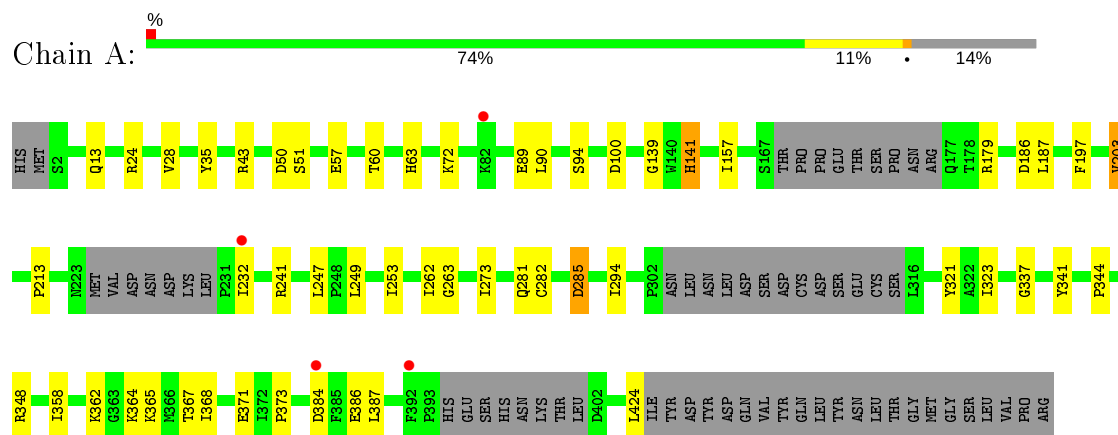 %
Chain A:
74% 11% • 14%
HIS MET S2 Q13 R24 V28 Y35 R43 D50 S51 E57 T60 H63 K72 K82 E89 L90 S94 D100 G139 W140 H141 I157 S167 THR PRO PRO GLU THR SER PRO ASN ARG Q177 T178 R179 D186 L187 F197
P213 N223 MET VAL ASP ASN ASP LYS LEU P231 I232 R241 L247 P248 L249 I253 I262 G263 I273 Q281 C282 D285 I294 P302 ASN LEU ASN LEU ASP SER ASP CYS ASP SER GLU CYS SER L316 Y321 A322 I323 G337 Y341 P344
R348 I358 K362 G363 K364 K365 M366 T367 I368 E371 I372 P373 D384 F385 E386 L387 F392 P393 HIS GLU SER HIS ASN LYS THR LEU D402 L424 ILE TYR ASP TYR ASP GLN VAL TYR GLN LEU TYR ASN LEU THR GLY MET GLY SER LEU VAL PRO ARG